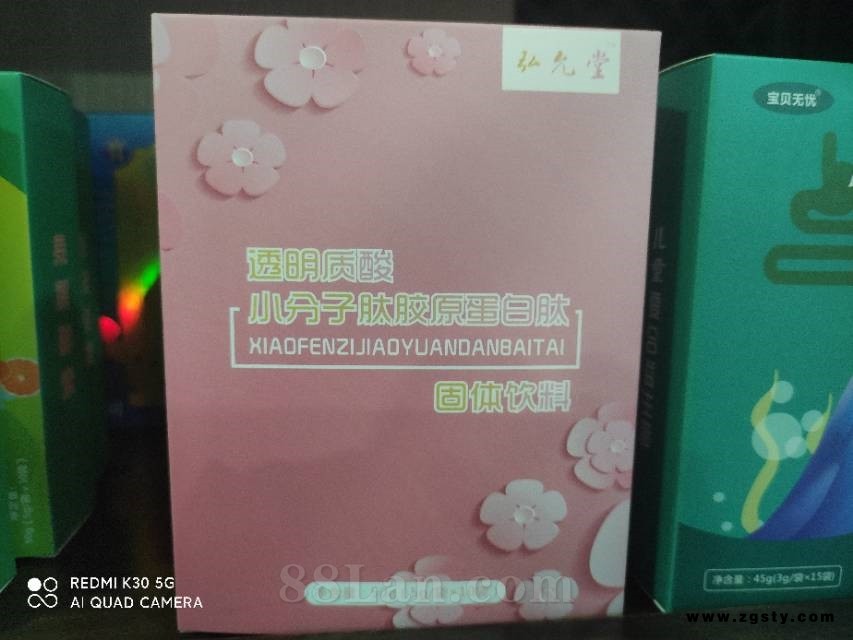 弘允堂
透明质酸
小分子肽胶原蛋白肽
XIAOFENZIJIAOYUANDANBAITAI
固体饮料
宝贝无忧
净含量：45g(3g/袋×15袋)
REDMI K30 5G
AI QUAD CAMERA
88Lan.com
www.zgsty.com